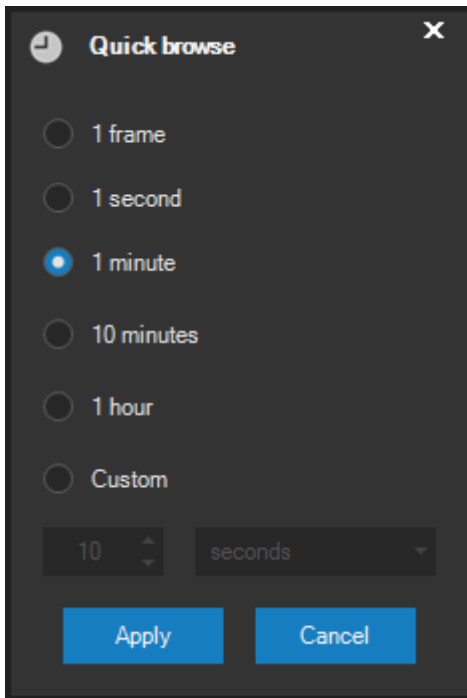 Quick browse
1 frame
1 second
1 minute
10 minutes
1 hour
Custom
10 seconds
Apply Cancel